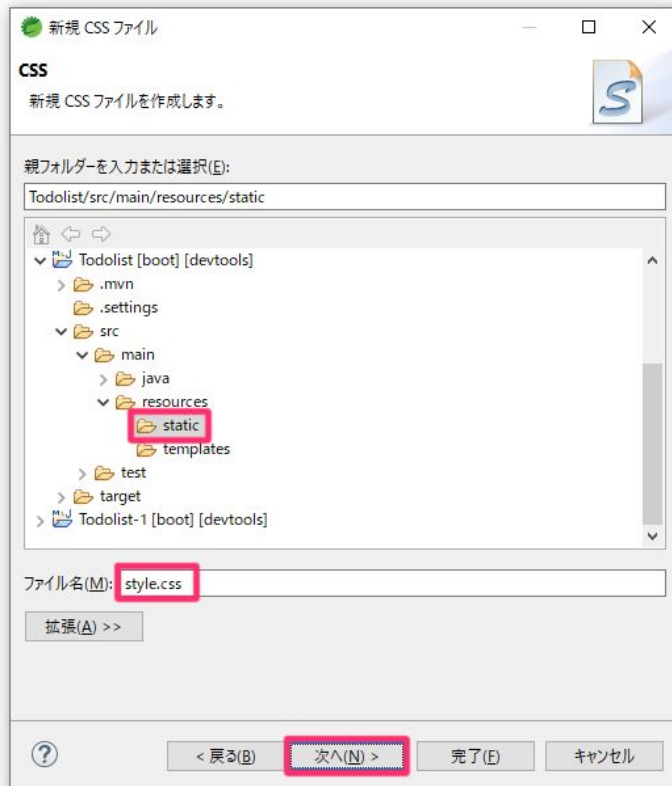 新規 CSS ファイル
CSS
新規 CSS ファイルを作成します。
親フォルダーを入力または選択(E):
Todolist/src/main/resources/static
Todolist [boot] [devtools]
.mvn
.settings
src
main
java
resources
static
templates
test
target
Todolist-1 [boot] [devtools]
ファイル名(M): style.css
拡張(A) >>
< 戻る(B) 次へ(N) > 完了(F) キャンセル